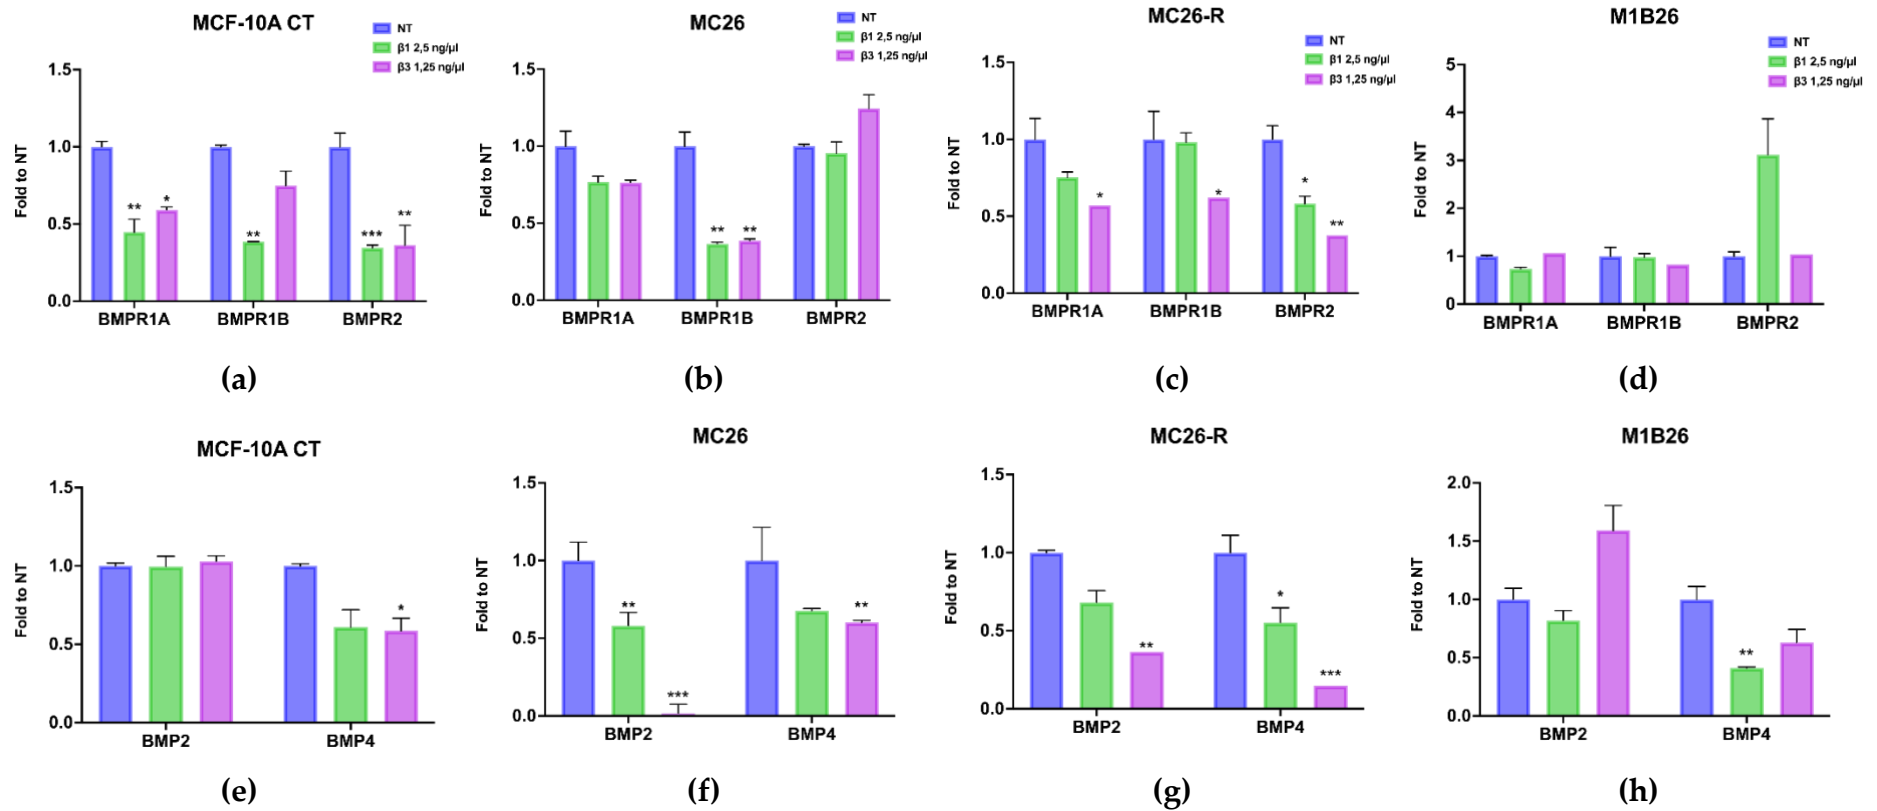 MCF-10A CT
NT
β1 2,5 ng/µl
β3 1,25 ng/µl
Fold to NT
1.5
1.0
0.5
0.0
** *
**
*** **
BMPR1A BMPR1B BMPR2
(a)
MC26
NT
β1 2,5 ng/µl
β3 1,25 ng/µl
Fold to NT
1.5
1.0
0.5
0.0
** **
BMPR1A BMPR1B BMPR2
(b)
MC26-R
NT
β1 2,5 ng/µl
β3 1,25 ng/µl
Fold to NT
1.5
1.0
0.5
0.0
*
*
* **
BMPR1A BMPR1B BMPR2
(c)
M1B26
NT
β1 2,5 ng/µl
β3 1,25 ng/µl
Fold to NT
5
4
3
2
1
0
BMPR1A BMPR1B BMPR2
(d)
MCF-10A CT
Fold to NT
1.5
1.0
0.5
0.0
*
BMP2 BMP4
(e)
MC26
Fold to NT
1.5
1.0
0.5
0.0
** ***
**
BMP2 BMP4
(f)
MC26-R
Fold to NT
1.5
1.0
0.5
0.0
**
* ***
BMP2 BMP4
(g)
M1B26
Fold to NT
2.0
1.5
1.0
0.5
0.0
**
BMP2 BMP4
(h)